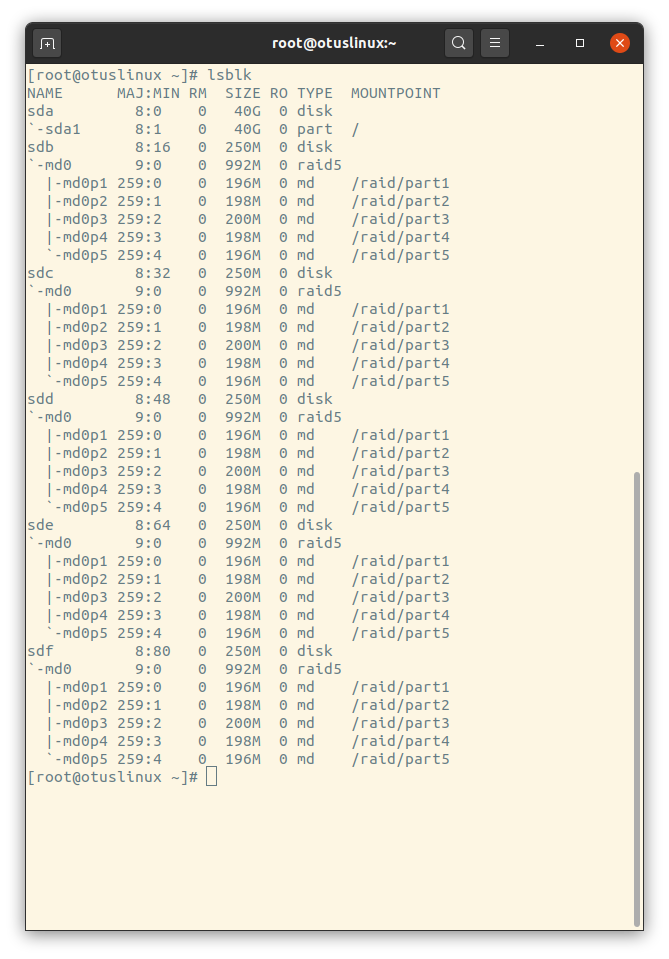 root@otuslinux:~
[root@otuslinux ~]# lsblk
NAME      MAJ:MIN RM  SIZE RO TYPE  MOUNTPOINT
sda         8:0    0   40G  0 disk
`-sda1      8:1    0   40G  0 part  /
sdb         8:16   0  250M  0 disk
`-md0       9:0    0  992M  0 raid5
  |-md0p1 259:0    0  196M  0 md    /raid/part1
  |-md0p2 259:1    0  198M  0 md    /raid/part2
  |-md0p3 259:2    0  200M  0 md    /raid/part3
  |-md0p4 259:3    0  198M  0 md    /raid/part4
  `-md0p5 259:4    0  196M  0 md    /raid/part5
sdc         8:32   0  250M  0 disk
`-md0       9:0    0  992M  0 raid5
  |-md0p1 259:0    0  196M  0 md    /raid/part1
  |-md0p2 259:1    0  198M  0 md    /raid/part2
  |-md0p3 259:2    0  200M  0 md    /raid/part3
  |-md0p4 259:3    0  198M  0 md    /raid/part4
  `-md0p5 259:4    0  196M  0 md    /raid/part5
sdd         8:48   0  250M  0 disk
`-md0       9:0    0  992M  0 raid5
  |-md0p1 259:0    0  196M  0 md    /raid/part1
  |-md0p2 259:1    0  198M  0 md    /raid/part2
  |-md0p3 259:2    0  200M  0 md    /raid/part3
  |-md0p4 259:3    0  198M  0 md    /raid/part4
  `-md0p5 259:4    0  196M  0 md    /raid/part5
sde         8:64   0  250M  0 disk
`-md0       9:0    0  992M  0 raid5
  |-md0p1 259:0    0  196M  0 md    /raid/part1
  |-md0p2 259:1    0  198M  0 md    /raid/part2
  |-md0p3 259:2    0  200M  0 md    /raid/part3
  |-md0p4 259:3    0  198M  0 md    /raid/part4
  `-md0p5 259:4    0  196M  0 md    /raid/part5
sdf         8:80   0  250M  0 disk
`-md0       9:0    0  992M  0 raid5
  |-md0p1 259:0    0  196M  0 md    /raid/part1
  |-md0p2 259:1    0  198M  0 md    /raid/part2
  |-md0p3 259:2    0  200M  0 md    /raid/part3
  |-md0p4 259:3    0  198M  0 md    /raid/part4
  `-md0p5 259:4    0  196M  0 md    /raid/part5
[root@otuslinux ~]#